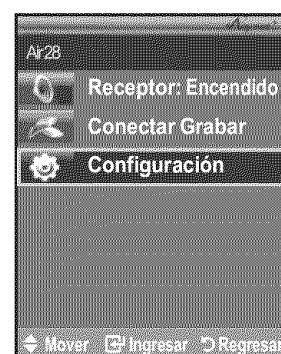 Air28
Receptor: Encendido
Conectar Grabar
Configuración
Mover Ingresar Regresar